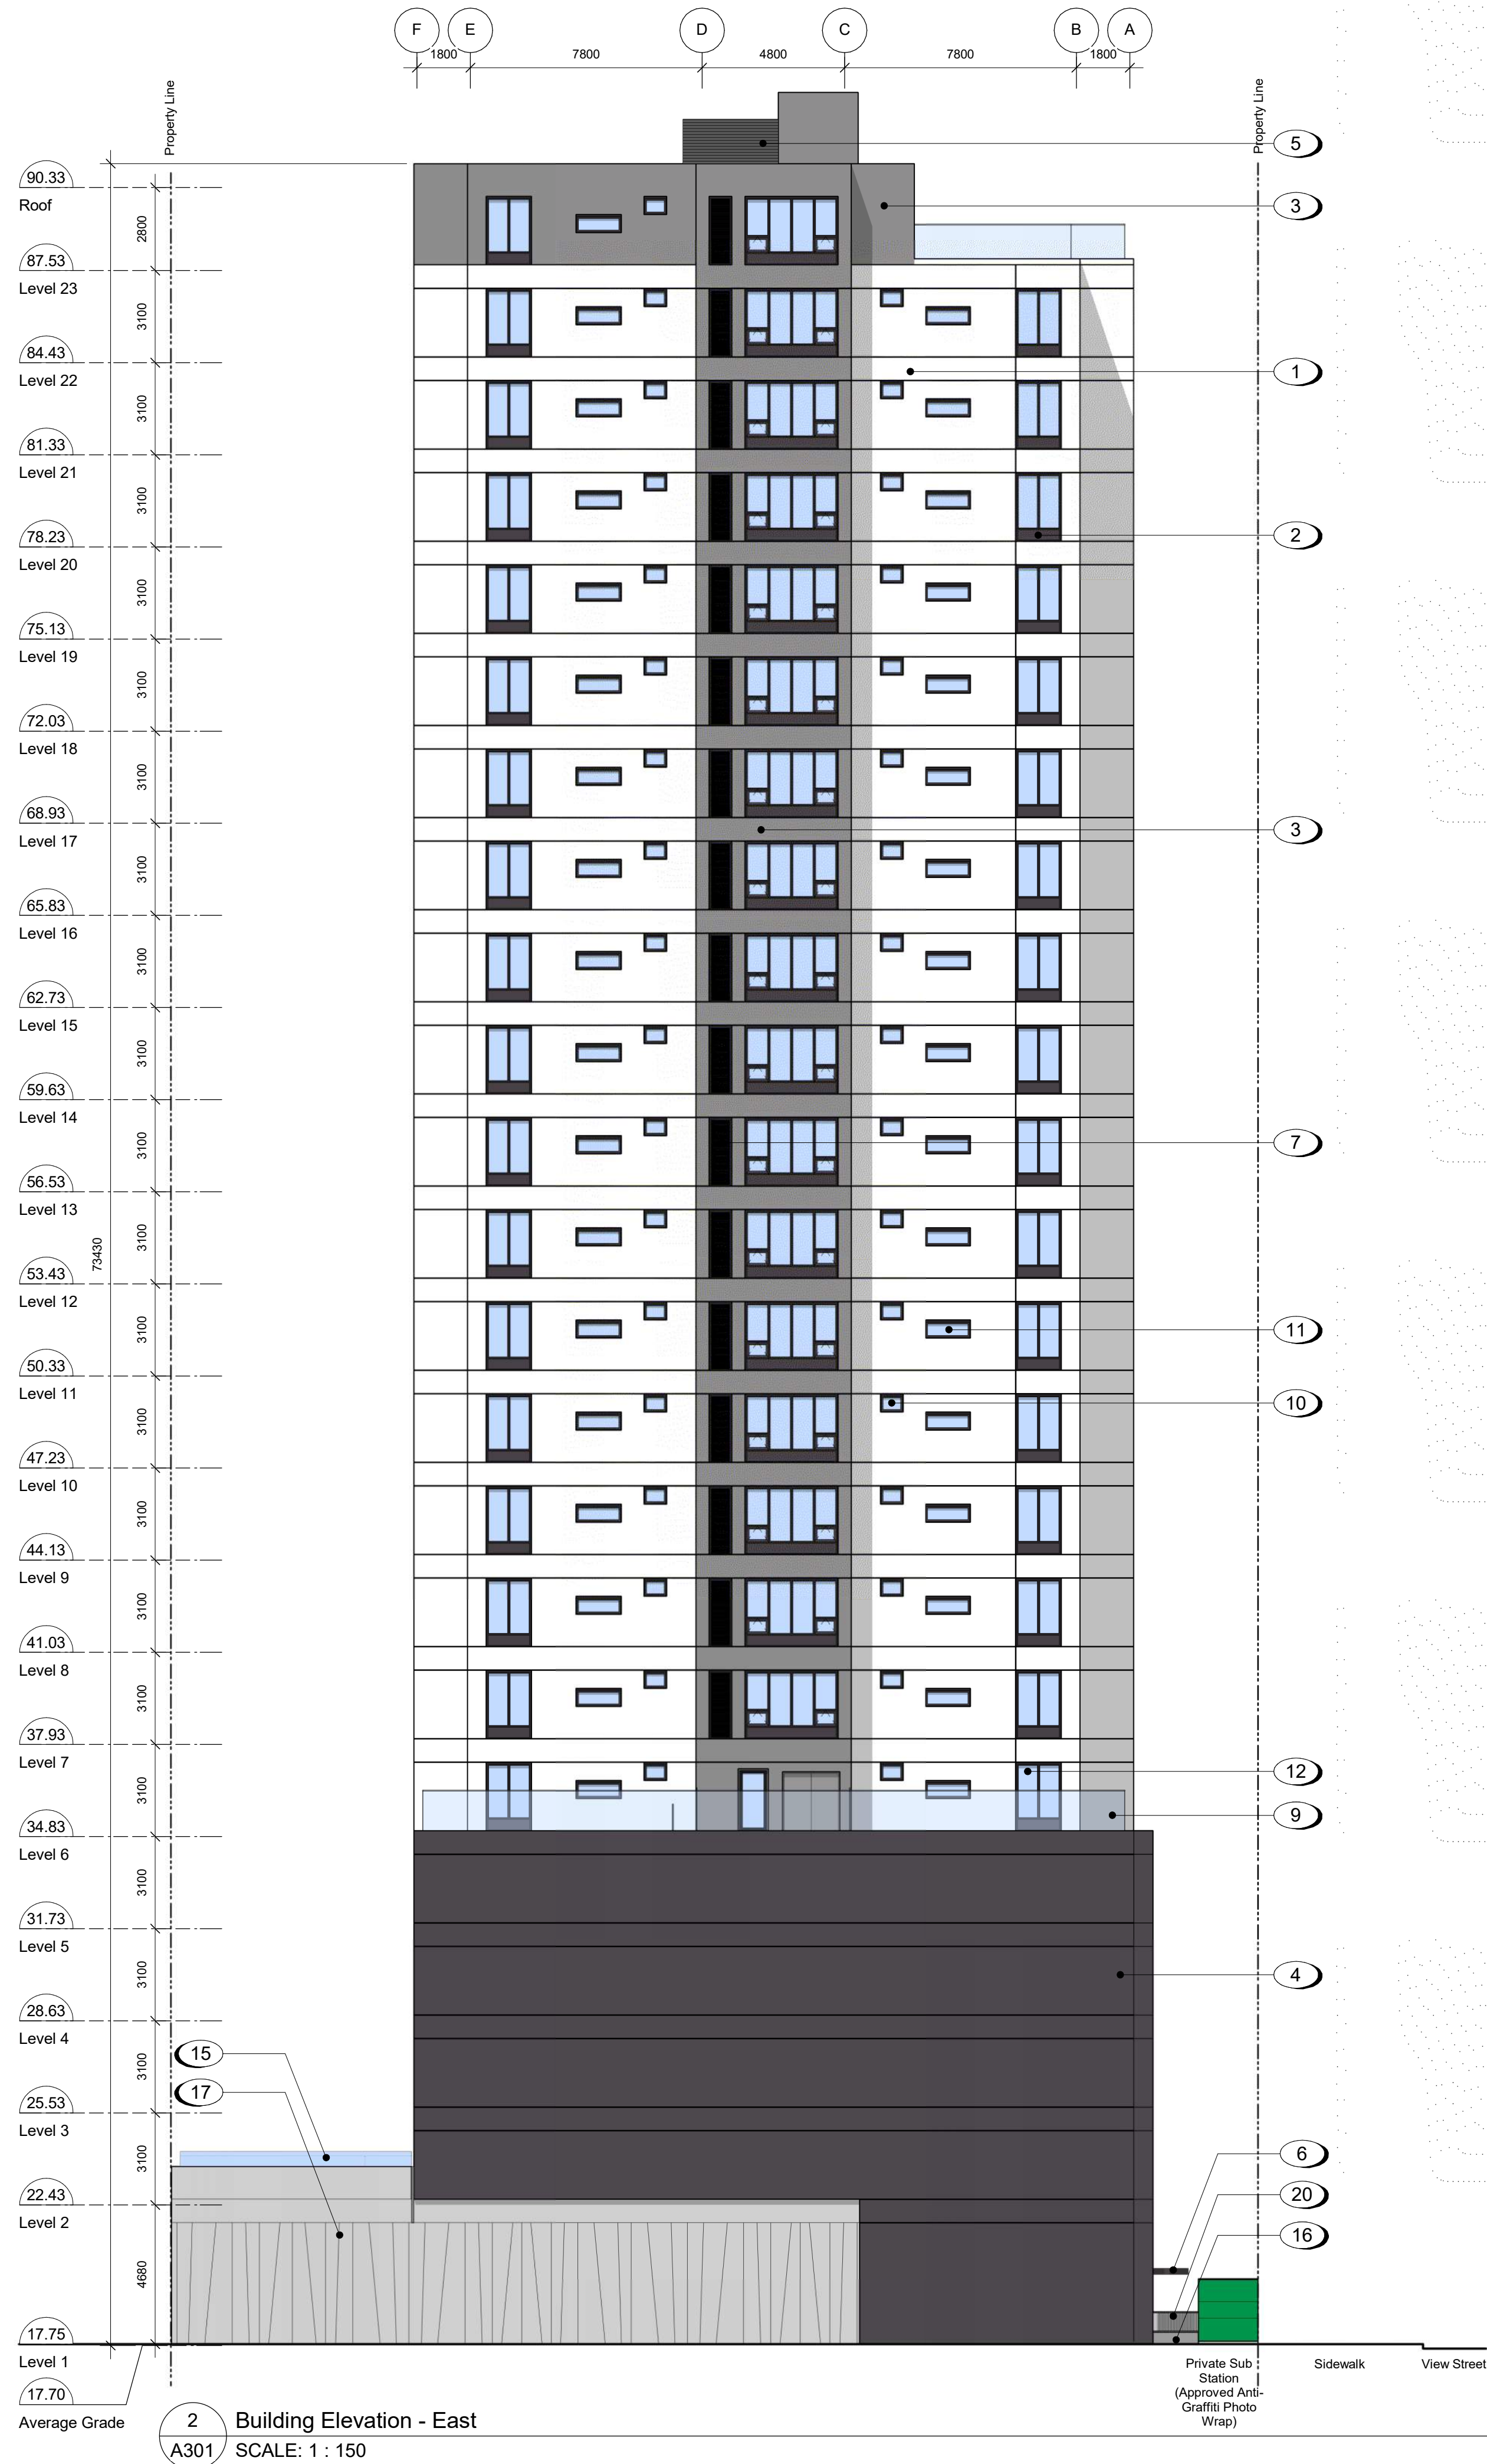 F E D C B A
1800 7800 4800 7800 1800
Property Line
Property Line
5
90.33
Roof
3
2800
87.53
Level 23
3100
84.43
Level 22
1
3100
81.33
Level 21
3100
2
78.23
Level 20
3100
75.13
Level 19
3100
72.03
Level 18
3100
68.93
Level 17
3
3100
65.83
Level 16
3100
62.73
Level 15
3100
59.63
Level 14
3100
7
56.53
Level 13
3100
73430
53.43
Level 12
3100
11
50.33
Level 11
3100
10
47.23
Level 10
3100
44.13
Level 9
3100
41.03
Level 8
3100
37.93
Level 7
3100
12
9
34.83
Level 6
3100
31.73
Level 5
3100
4
28.63
Level 4
3100
15
17
25.53
Level 3
3100
6
22.43
Level 2
20
16
4680
17.75
Level 1
17.70
Average Grade
Private Sub
Station
(Approved Anti-
Graffiti Photo
Wrap)
Sidewalk
View Street
2
A301
Building Elevation - East
SCALE: 1 : 150